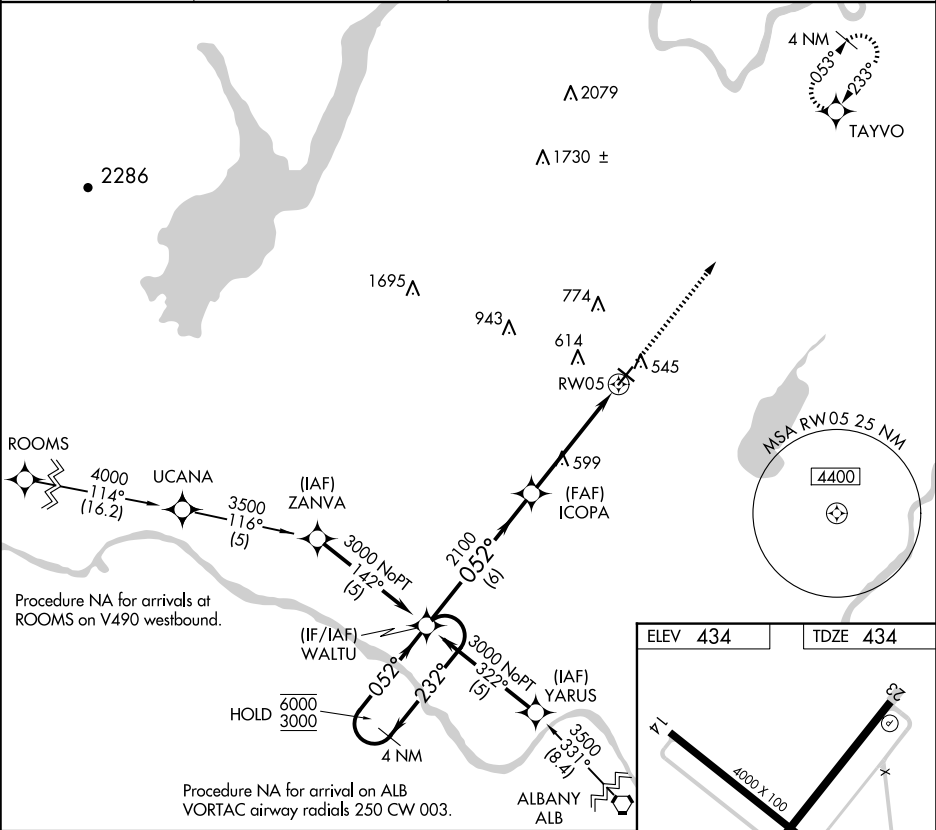 4 NM
053°
233°
TAYVO
2079
1730 ±
2286
1695
774
943
614
RW05
545
MSA RW05 25 NM
4400
ROOMS
4000
114°
(16.2)
UCANA
3500
116°
(5)
(IAF)
ZANVA
3000 NoPT
142°
(5)
599
(FAF)
ICOPA
2100
052°
(6)
Procedure NA for arrivals at
ROOMS on V490 westbound.
(IF/IAF)
WALTU
3000 NoPT
322°
(5)
(IAF)
YARUS
052°
232°
HOLD
6000
3000
4 NM
3500
331°
(8.4)
ALBANY
ALB
Procedure NA for arrival on ALB
VORTAC airway radials 250 CW 003.
ELEV 434
TDZE 434
23
P
14
4000 X 100
X